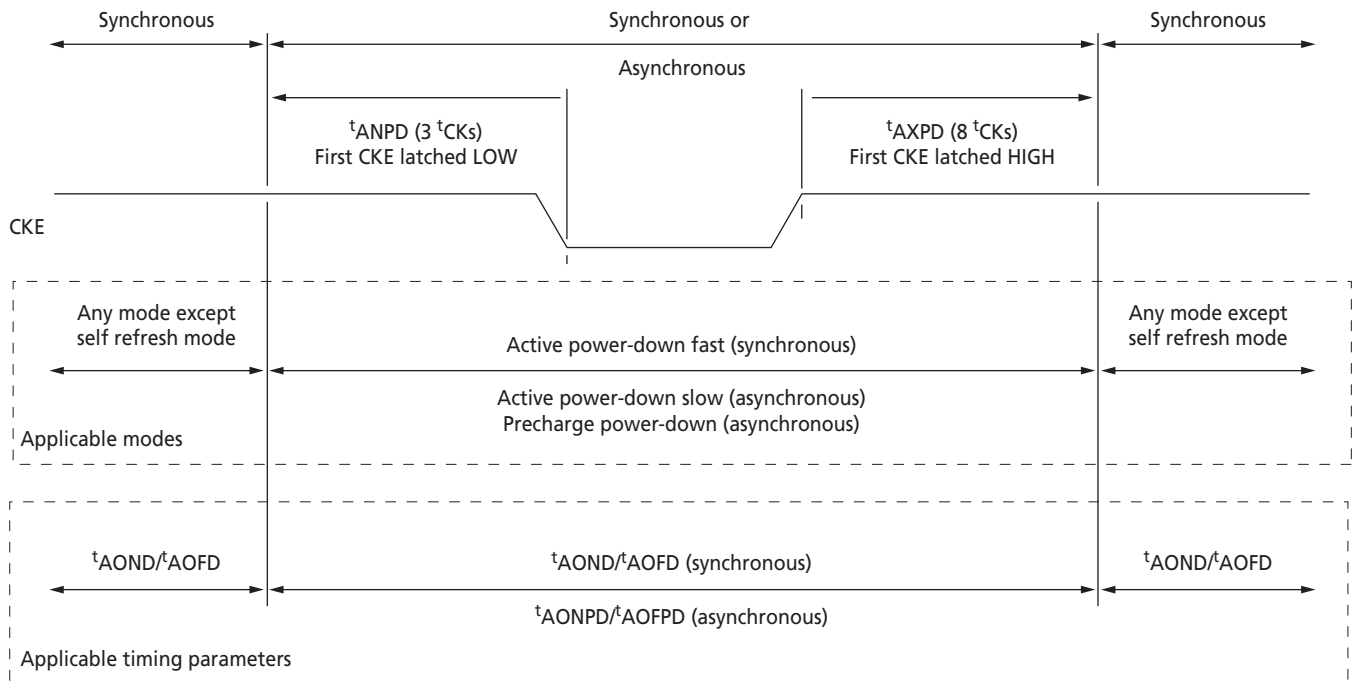 Synchronous
Synchronous or
Asynchronous
Synchronous
tANPD (3 tCKs)
First CKE latched LOW
tAXPD (8 tCKs)
First CKE latched HIGH
CKE
Any mode except
self refresh mode
Active power-down fast (synchronous)
Active power-down slow (asynchronous)
Precharge power-down (asynchronous)
Any mode except
self refresh mode
Applicable modes
tAOND/tAOFD
tAOND/tAOFD (synchronous)
tAONPD/tAOFPD (asynchronous)
tAOND/tAOFD
Applicable timing parameters